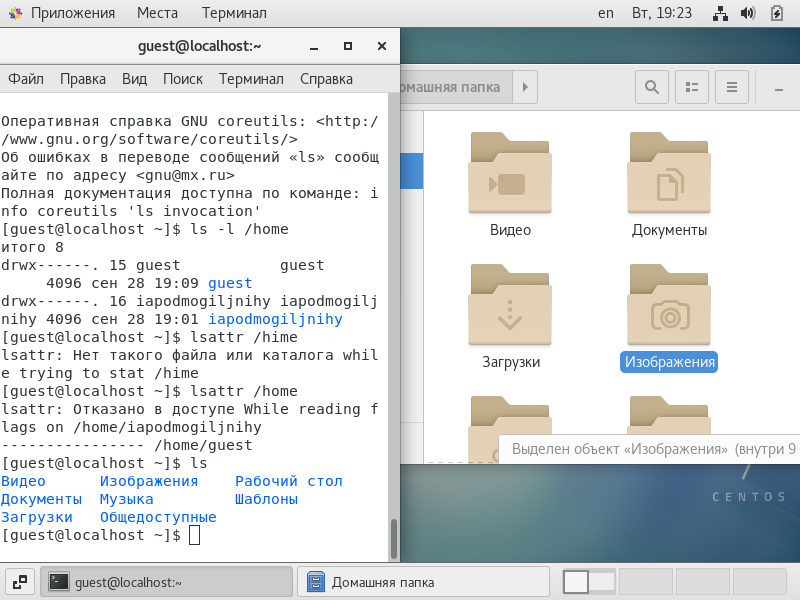 Приложения Места Терминал en Вт, 19:23
guest@localhost:~
Файл Правка Вид Поиск Терминал Справка
Оперативная справка GNU coreutils: <http:/
/www.gnu.org/software/coreutils/>
Об ошибках в переводе сообщений «ls» сообщ
айте по адресу <gnu@mx.ru>
Полная документация доступна по команде: i
nfo coreutils 'ls invocation'
[guest@localhost ~]$ ls -l /home
итого 8
drwx------. 15 guest guest
4096 сен 28 19:09 guest
drwx------. 16 iapodmogiljnihy iapodmogilj
nihy 4096 сен 28 19:01 iapodmogiljnihy
[guest@localhost ~]$ lsattr /hime
lsattr: Нет такого файла или каталога whil
e trying to stat /hime
[guest@localhost ~]$ lsattr /home
lsattr: Отказано в доступе While reading f
lags on /home/iapodmogiljnihy
---------------- /home/guest
[guest@localhost ~]$ ls
Видео Изображения Рабочий стол
Документы Музыка Шаблоны
Загрузки Общедоступные
[guest@localhost ~]$
омашняя папка
Видео Документы
Загрузки Изображения
Выделен объект «Изображения» (внутри 9
7
CENTOS
guest@localhost:~ Домашняя папка